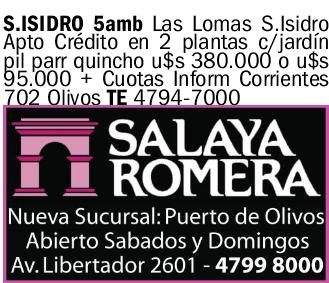 S.ISIDRO 5amb Las Lomas S.Isidro
Apto Crédito en 2 plantas c/jardín
pil parr quincho u$s 380.000 o u$s
95.000 + Cuotas Inform Corrientes
702 Olivos TE 4794-7000
SALAYA
ROMERA
Nueva Sucursal: Puerto de Olivos
Abierto Sabados y Domingos
Av. Libertador 2601 - 4799 8000